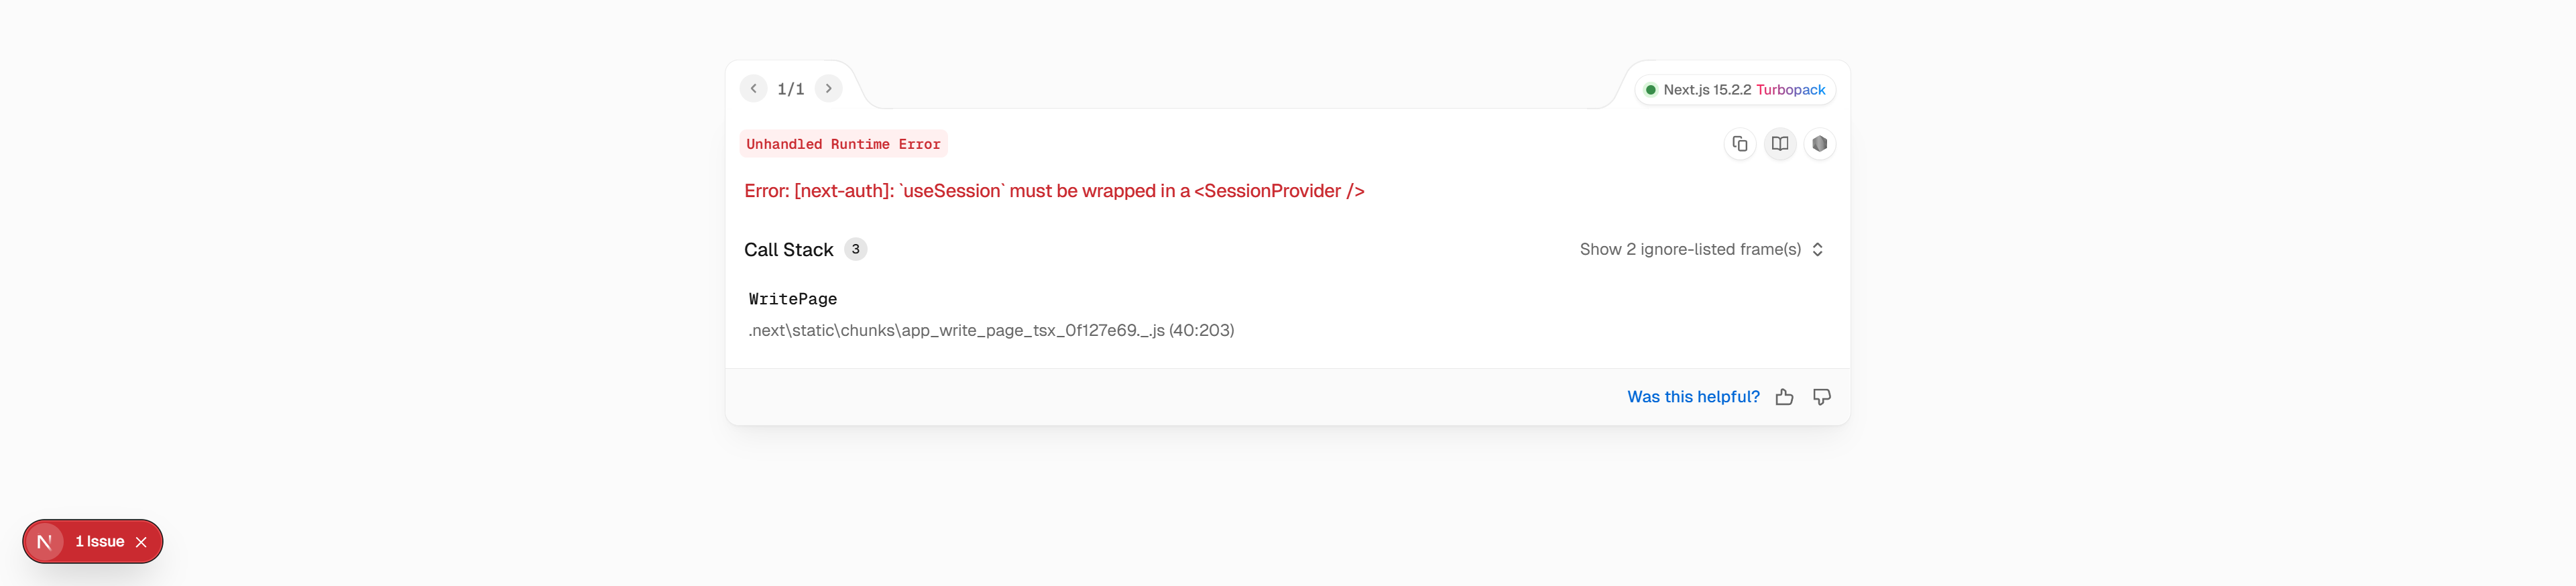 1/1
Next.js 15.2.2 Turbopack
Unhandled Runtime Error
Error: [next-auth]: `useSession` must be wrapped in a <SessionProvider />
Call Stack 3
Show 2 ignore-listed frame(s)
WritePage
.next\static\chunks\app_write_page_tsx_0f127e69._.js (40:203)
Was this helpful?
N 1 Issue